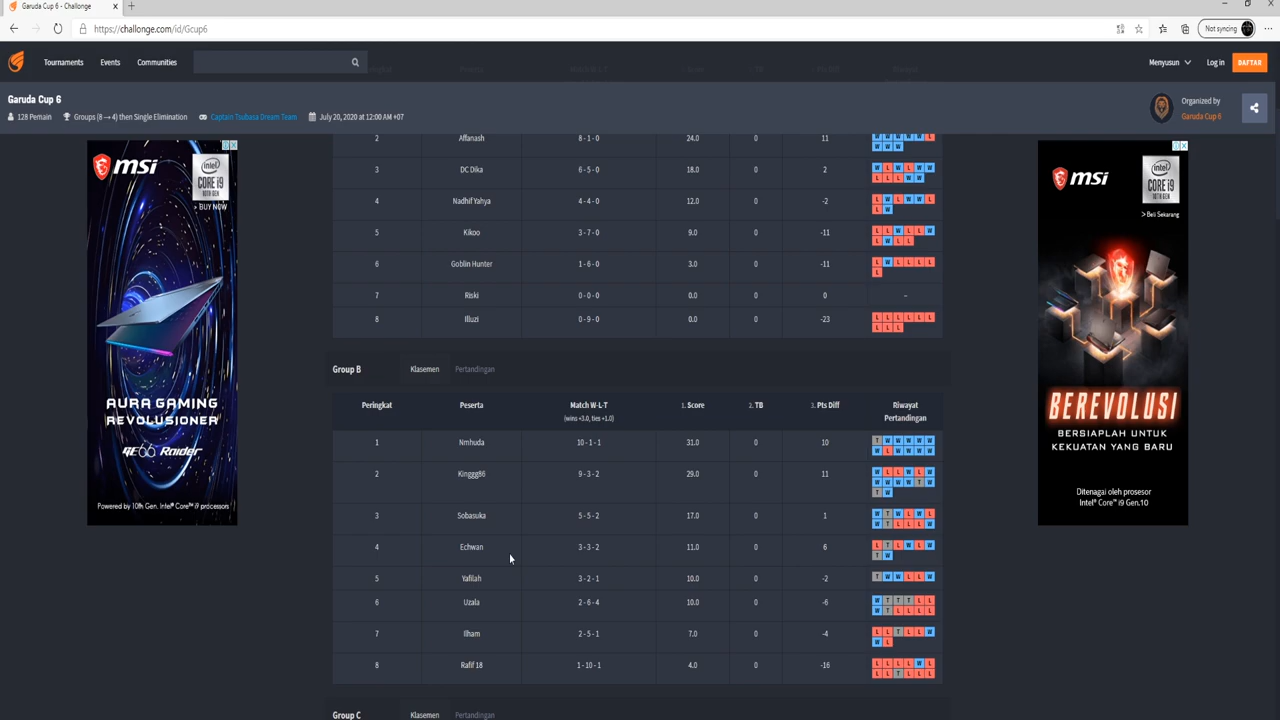 Garuda Cup 6 - Challonge
https://challonge.com/id/Gcup6
Not syncing
Tournaments Events Communities
Menyusun Log in DAFTAR
Garuda Cup 6
128 Pemain Groups (8 → 4) then Single Elimination Captain Tsubasa Dream Team July 20, 2020 at 12:00 AM +07
Organized by
Garuda Cup 6
msi
intel
CORE i9
10TH GEN
> BUY NOW
AURA GAMING
REVOLUSIONER
GE66 Raider
Powered by 10th Gen. Intel® Core™ i9 processors
2 Affanash 8 - 1 - 0 24.0 0 11 W W W W W L
W W W
3 DC Dika 6 - 5 - 0 18.0 0 2 W L W L W W
L L L W W
4 Nadhif Yahya 4 - 4 - 0 12.0 0 -2 L W L W W L
L W
5 Kikoo 3 - 7 - 0 9.0 0 -11 L L W L L W
L W L L
6 Goblin Hunter 1 - 6 - 0 3.0 0 -11 L W L L L L
L
7 Riski 0 - 0 - 0 0.0 0 0 –
8 Illuzi 0 - 9 - 0 0.0 0 -23 L L L L L L
L L L
Group B Klasemen Pertandingan
Peringkat Peserta Match W-L-T 1. Score 2. TB 3. Pts Diff Riwayat
(wins +3.0, ties +1.0) Pertandingan
1 Nmhuda 10 - 1 - 1 31.0 0 10 T W W W W W
W L W W W W
2 Kinggg86 9 - 3 - 2 29.0 0 11 W L L W L W
W W W W T W
T W
3 Sobasuka 5 - 5 - 2 17.0 0 1 W T W L W L
W T L L L W
4 Echwan 3 - 3 - 2 11.0 0 6 L T L W L W
T W
5 Yafilah 3 - 2 - 1 10.0 0 -2 T W W L L W
6 Uzala 2 - 6 - 4 10.0 0 -6 W T T T L L
W T L L L L
7 Ilham 2 - 5 - 1 7.0 0 -4 L L T L L W
W L
8 Rafif 18 1 - 10 - 1 4.0 0 -16 L L L L W L
L L T L L L
Group C Klasemen Pertandingan
msi
intel
CORE i9
10TH GEN
> Beli Sekarang
BEREVOLUSI
BERSIAPLAH UNTUK
KEKUATAN YANG BARU
Ditenagai oleh prosesor
Intel® Core™ i9 Gen.10